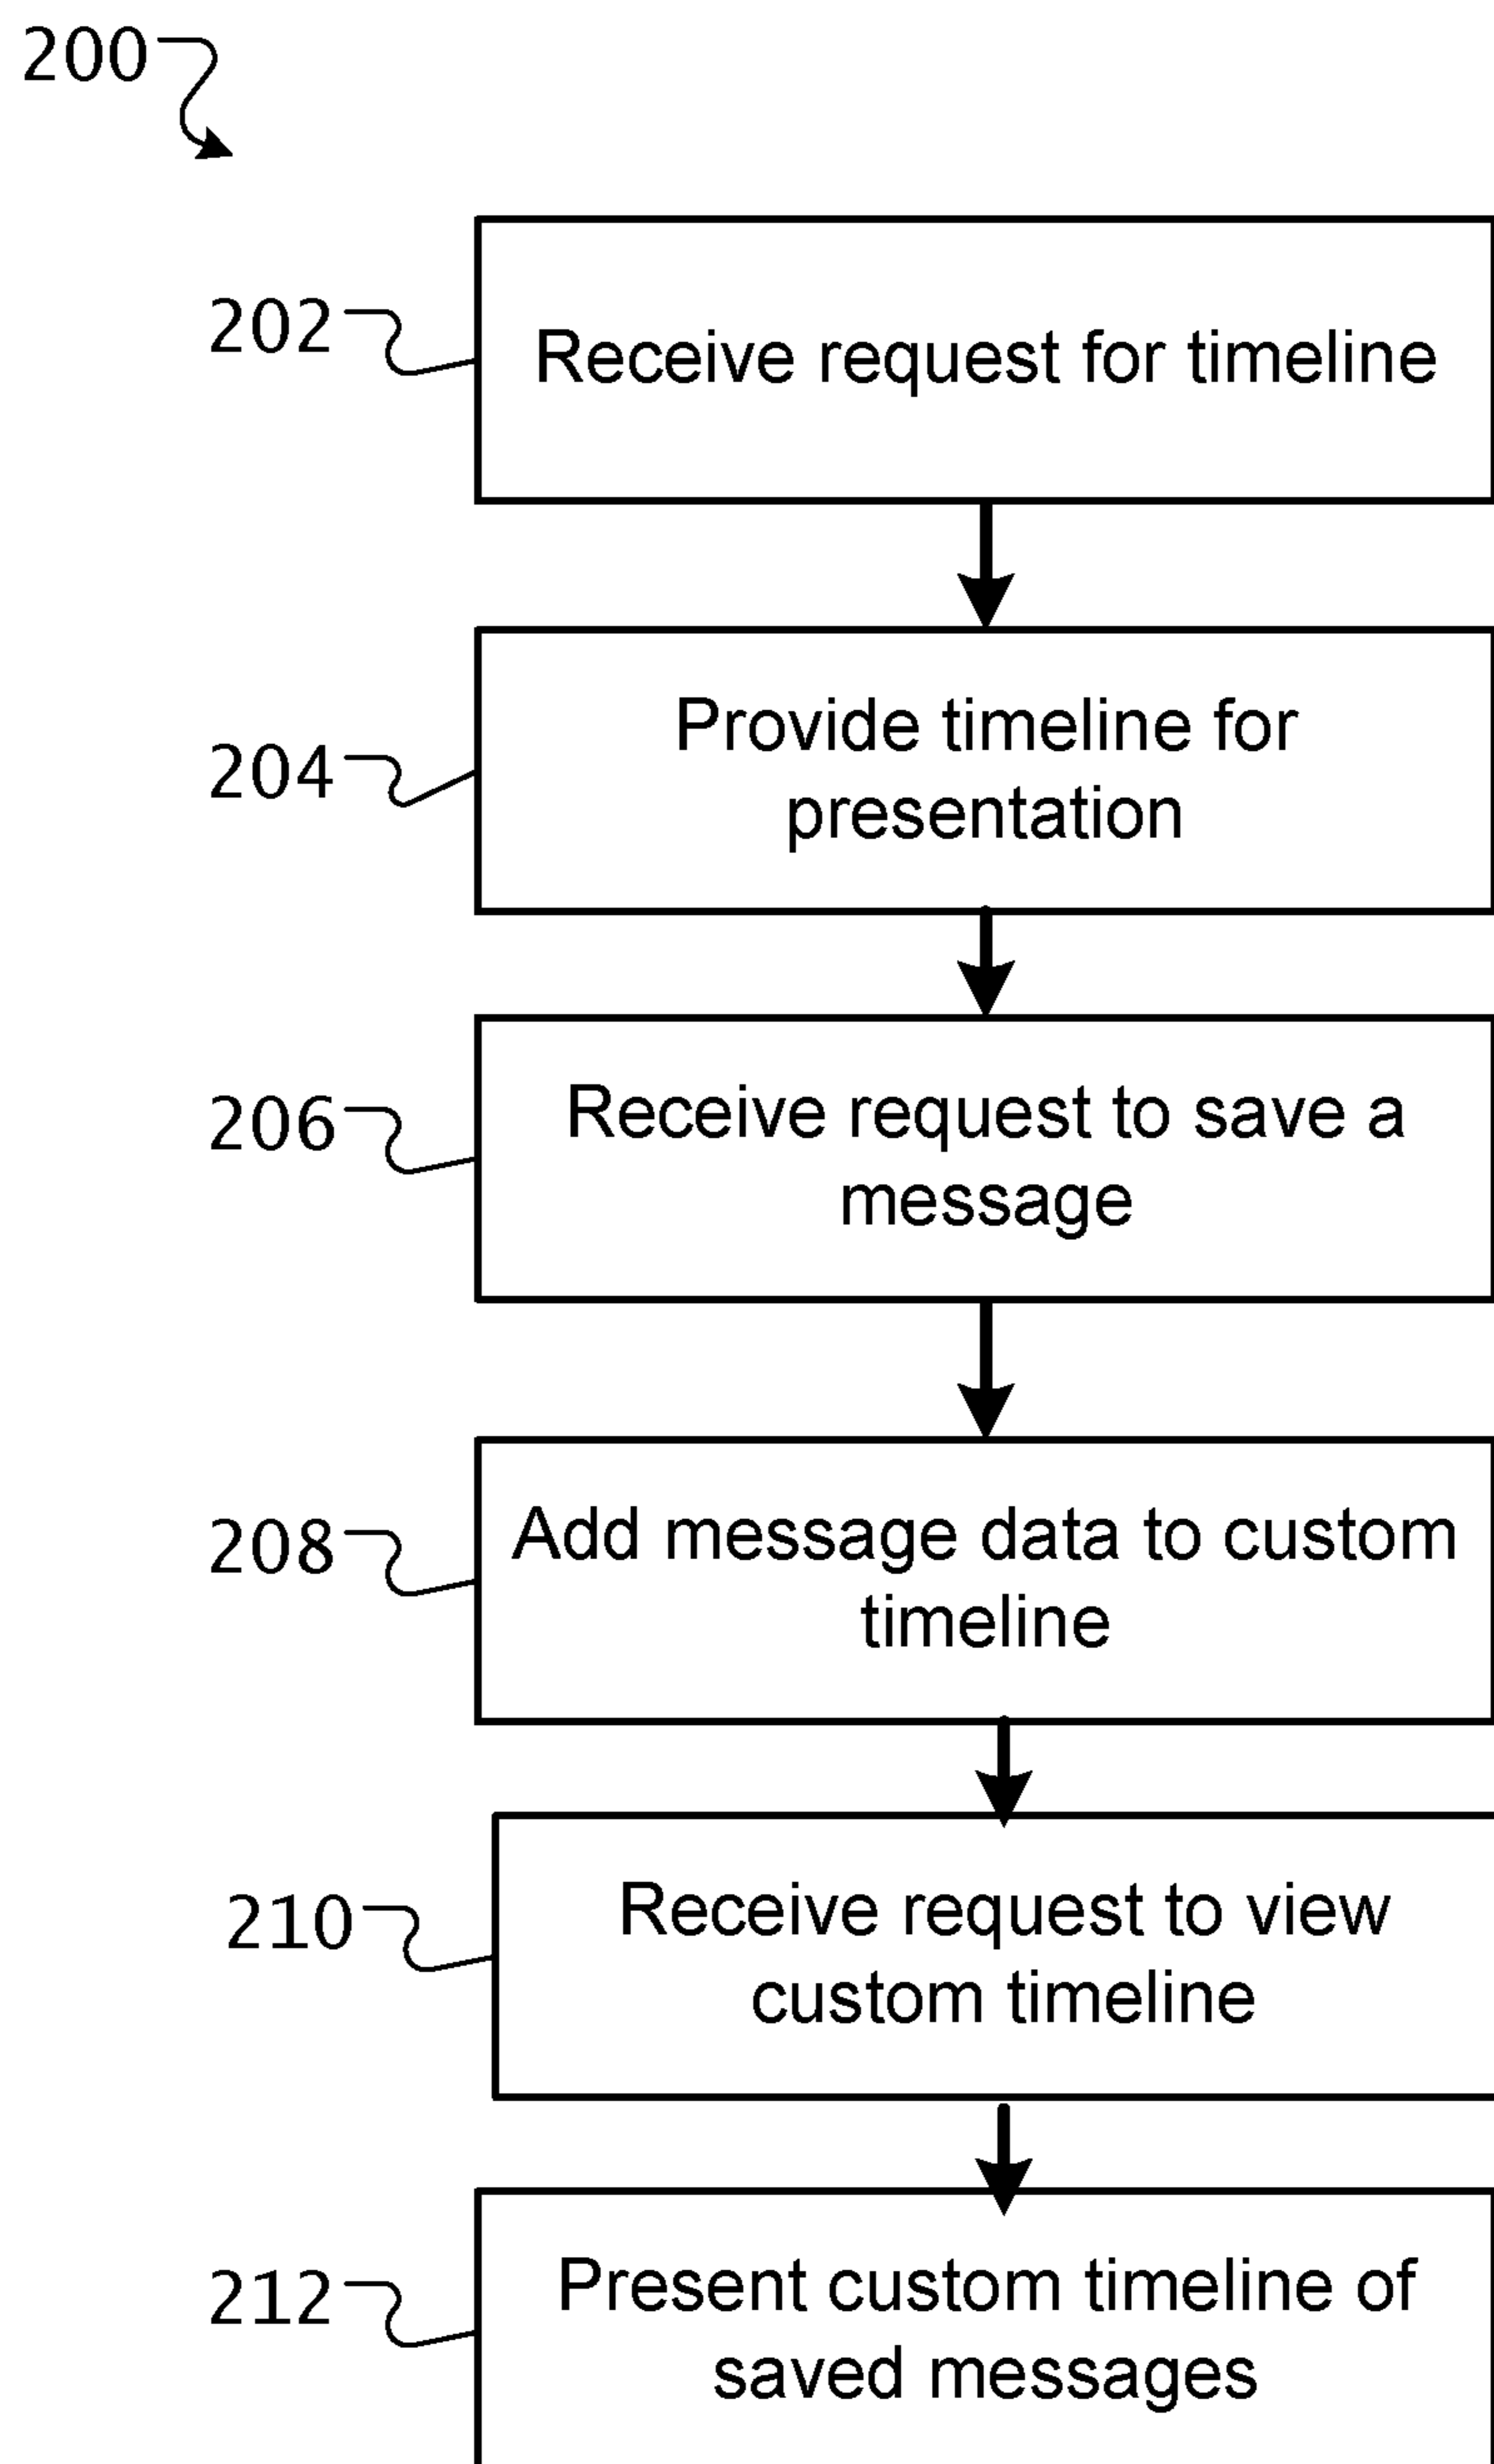 200
202
Receive request for timeline
204
Provide timeline for
presentation
206
Receive request to save a
message
208
Add message data to custom
timeline
210
Receive request to view
custom timeline
212
Present custom timeline of
saved messages